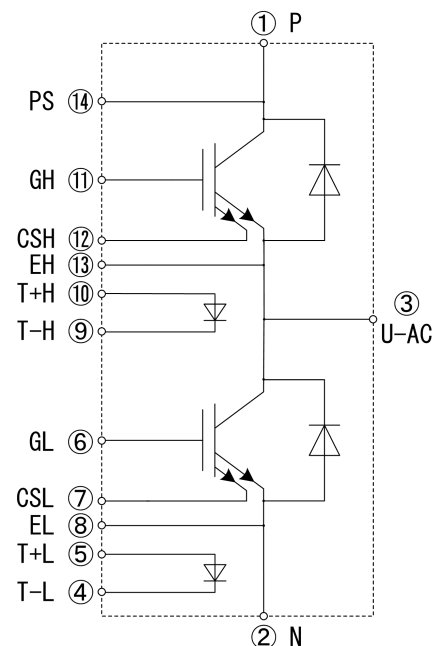 ① P
PS ⑭
GH ⑪
CSH ⑫
EH ⑬
T+H ⑩
T-H ⑨
③
U-AC
GL ⑥
CSL ⑦
EL ⑧
T+L ⑤
T-L ④
② N